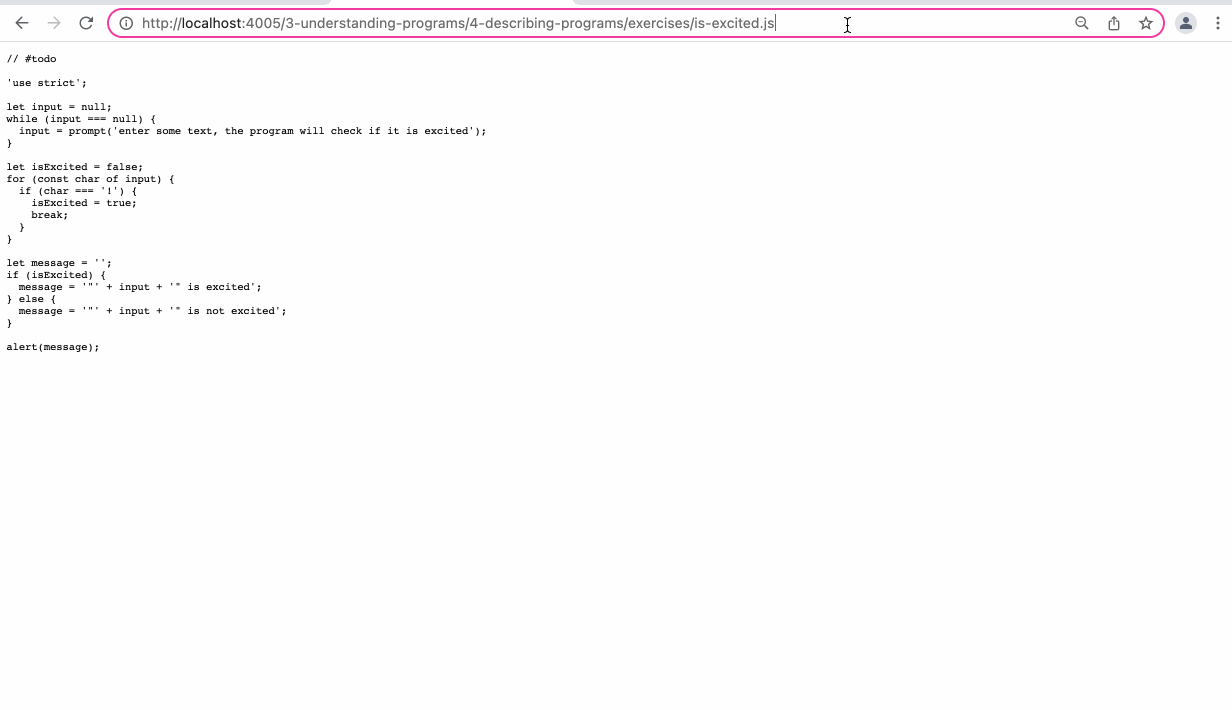 http://localhost:4005/3-understanding-programs/4-describing-programs/exercises/is-excited.js
// #todo
'use strict';
let input = null;
while (input === null) {
  input = prompt('enter some text, the program will check if it is excited');
}
let isExcited = false;
for (const char of input) {
  if (char === '!') {
    isExcited = true;
    break;
  }
}
let message = '';
if (isExcited) {
  message = '"' + input + '" is excited';
} else {
  message = '"' + input + '" is not excited';
}
alert(message);